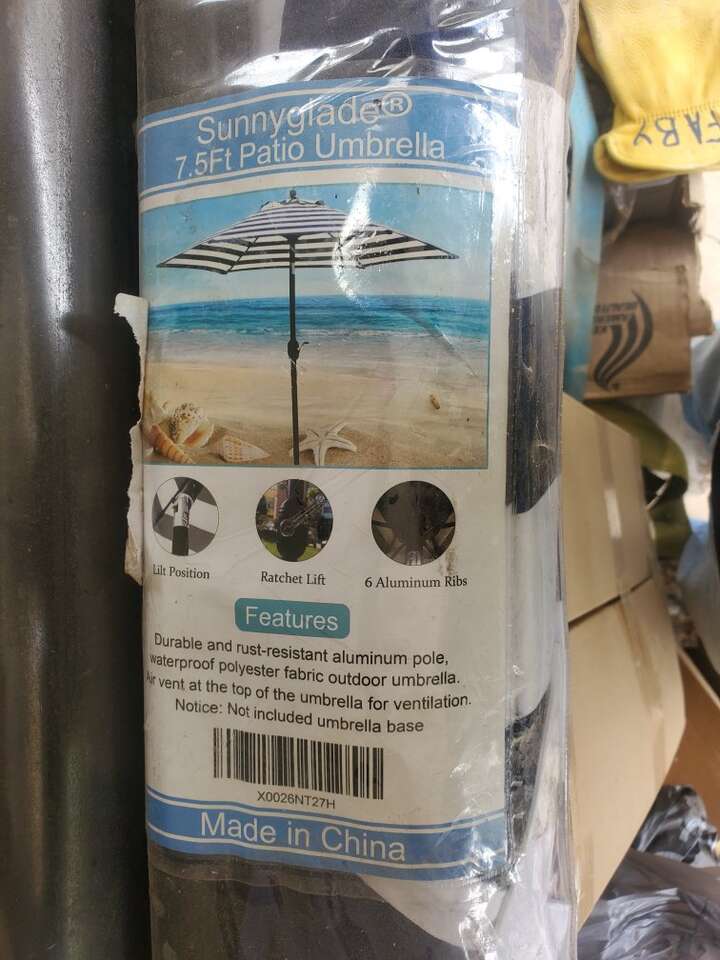 Sunnyglade®
7.5Ft Patio Umbrella
Lilt Position
Ratchet Lift
6 Aluminum Ribs
Features
Durable and rust-resistant aluminum pole,
waterproof polyester fabric outdoor umbrella.
Air vent at the top of the umbrella for ventilation.
Notice: Not included umbrella base
X0026NT27H
Made in China
FABY